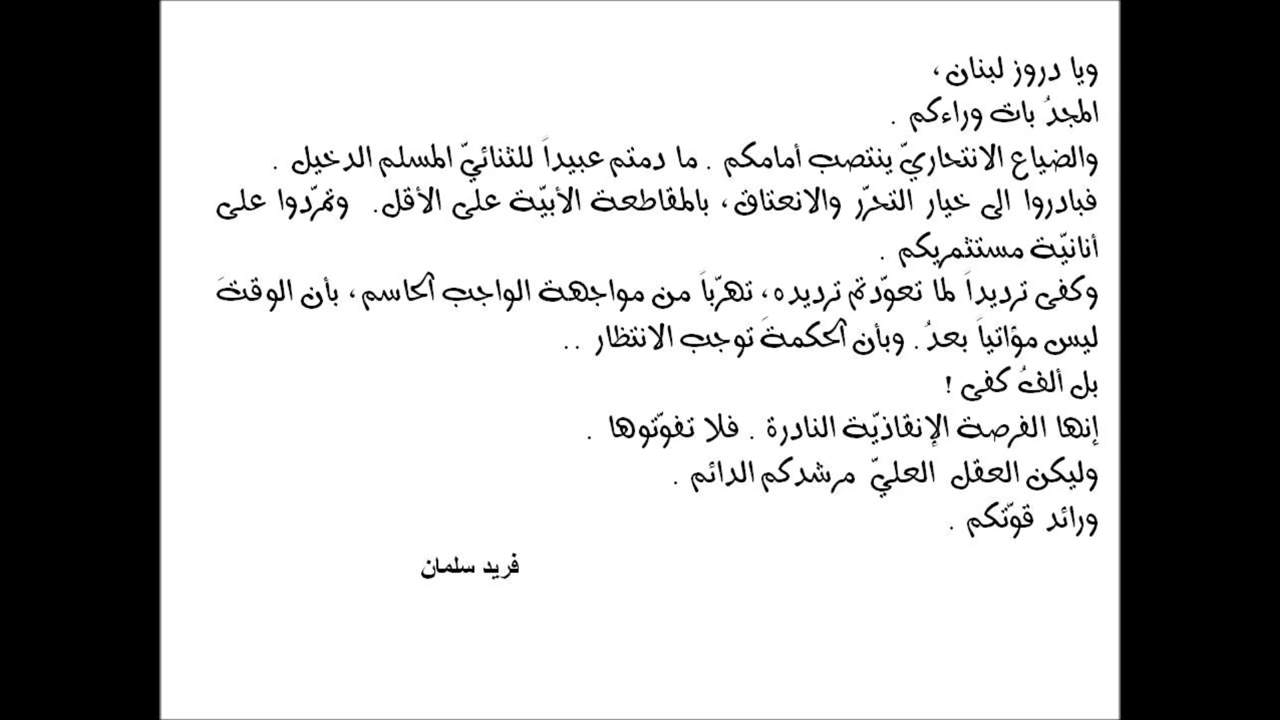 ويا دروز لبنان،
المجدُ بات وراءكم .
والضياع الانتحاريّ ينتصب أمامكم . ما دمتم عبيداَ للثنائيّ المسلم الدخيل .
فبادروا الى خيار التحرّر والانعتاق، بالمقاطعة الأبيّة على الأقل. وتمرّدوا على
أنانيّة مستثمريكم .
وكفى ترديداَ لما تعوّدتم ترديده، تهرّباَ من مواجهة الواجب الحاسم، بأن الوقتَ
ليس مؤاتياَ بعدُ . وبأن الحكمةَ توجب الانتظار ..
بل ألفُ كفى !
إنها الفرصة الإنقاذيّة النادرة . فلا تفوّتوها .
وليكن العقل العليّ مرشدكم الدائم .
ورائد قوّتكم .
فريد سلمان